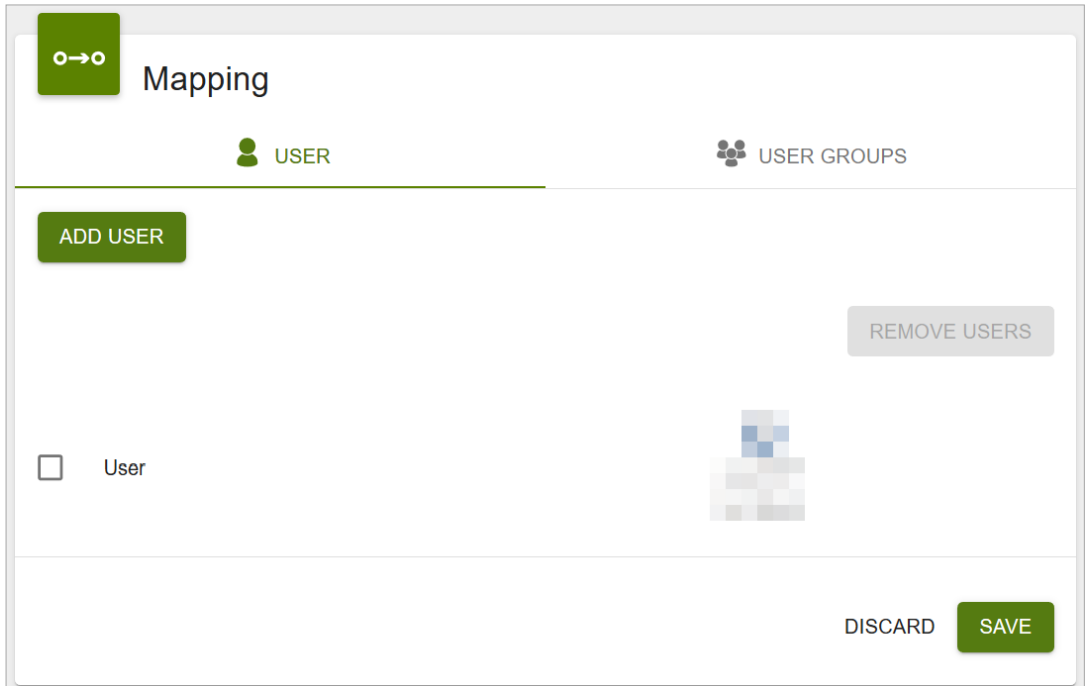 Mapping
USER
USER GROUPS
ADD USER
REMOVE USERS
User
DISCARD
SAVE